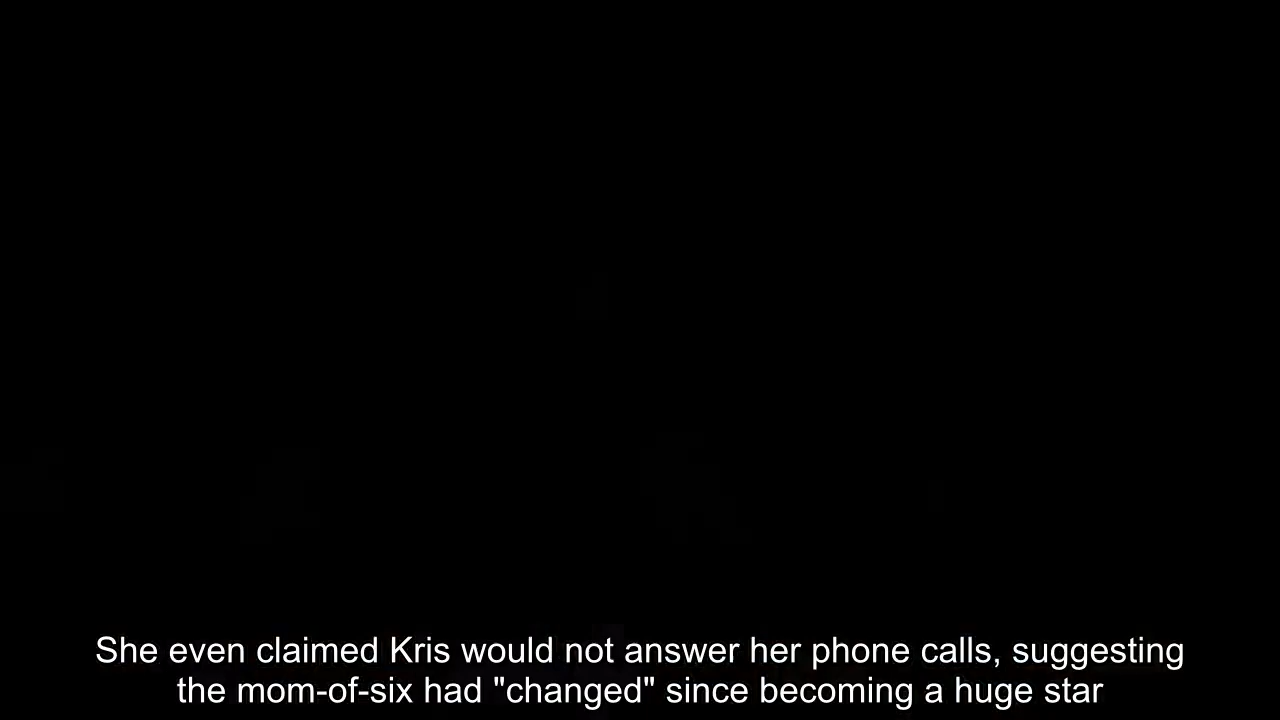 She even claimed Kris would not answer her phone calls, suggesting
the mom-of-six had "changed" since becoming a huge star